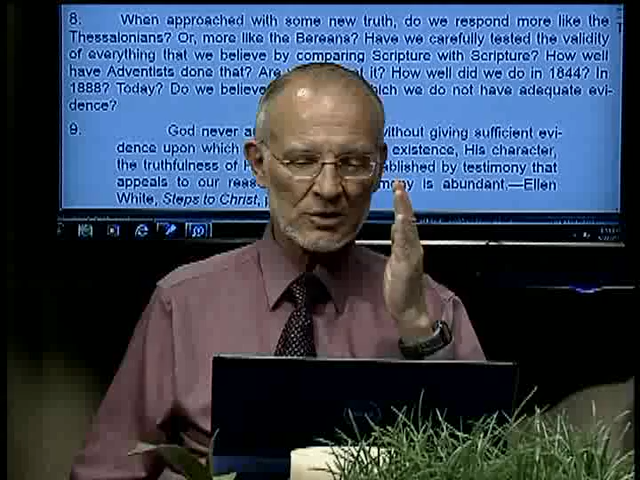 8. When approached with some new truth, do we respond more like the
Thessalonians? Or, more like the Bereans? Have we carefully tested the validity
of everything that we believe by comparing Scripture with Scripture? How well
have Adventists done that? Are it? How well did we do in 1844? In
1888? Today? Do we believe which we do not have adequate evi-
dence?
9. God never without giving sufficient evi-
dence upon which existence, His character,
the truthfulness of by testimony that
appeals to our is abundant.—Ellen
White, Steps to Christ,